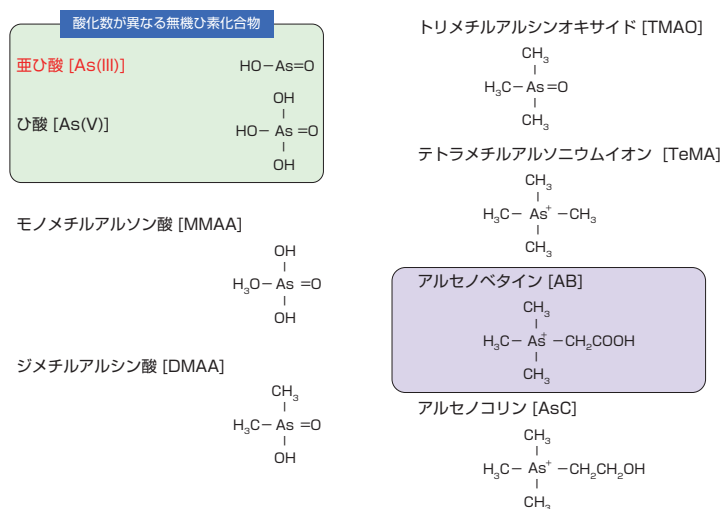 酸化数が異なる無機ひ素化合物
亜ひ酸 [As(III)]
HO－As=O
ひ酸 [As(V)]
OH
HO－ As =O
OH
モノメチルアルソン酸 [MMAA]
OH
H₃O－ As =O
OH
ジメチルアルシン酸 [DMAA]
CH₃
H₃C－ As =O
OH
トリメチルアルシンオキサイド [TMAO]
CH₃
H₃C－ As =O
CH₃
テトラメチルアルソニウムイオン [TeMA]
CH₃
H₃C－ As⁺ －CH₃
CH₃
アルセノベタイン [AB]
CH₃
H₃C－ As⁺ －CH₂COOH
CH₃
アルセノコリン [AsC]
CH₃
H₃C－ As⁺ －CH₂CH₂OH
CH₃